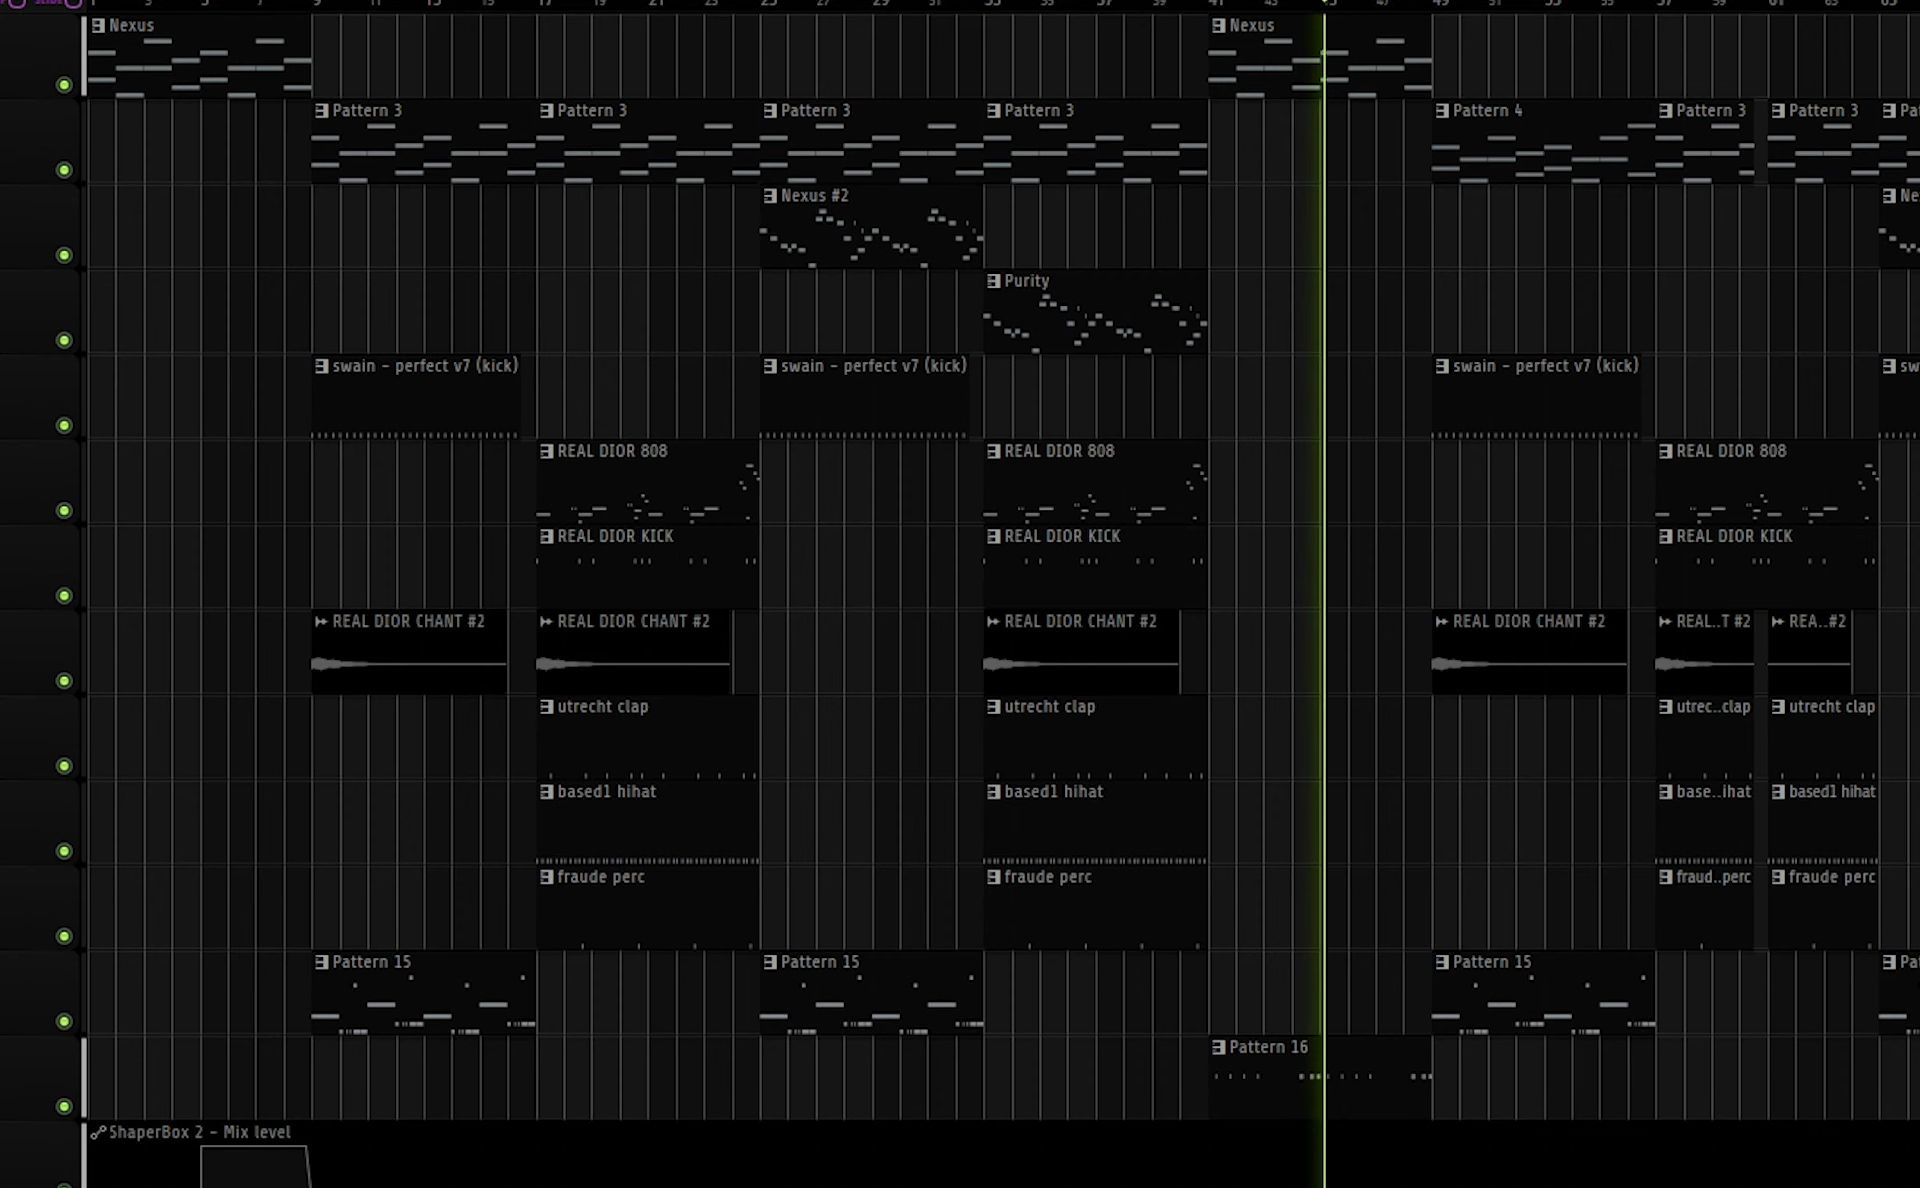 Nexus Nexus
Pattern 3 Pattern 3 Pattern 3 Pattern 3 Pattern 4 Pattern 3 Pattern 3
Nexus #2
Purity
swain - perfect v7 (kick) swain - perfect v7 (kick) swain - perfect v7 (kick) sw
REAL DIOR 808 REAL DIOR 808 REAL DIOR 808
REAL DIOR KICK REAL DIOR KICK REAL DIOR KICK
REAL DIOR CHANT #2 REAL DIOR CHANT #2 REAL DIOR CHANT #2 REAL DIOR CHANT #2 REAL..T #2 REA..#2
utrecht clap utrecht clap utrec..clap utrecht clap
based1 hihat based1 hihat base..ihat based1 hihat
fraude perc fraude perc fraud..perc fraude perc
Pattern 15 Pattern 15 Pattern 15
Pattern 16
ShaperBox 2 - Mix level